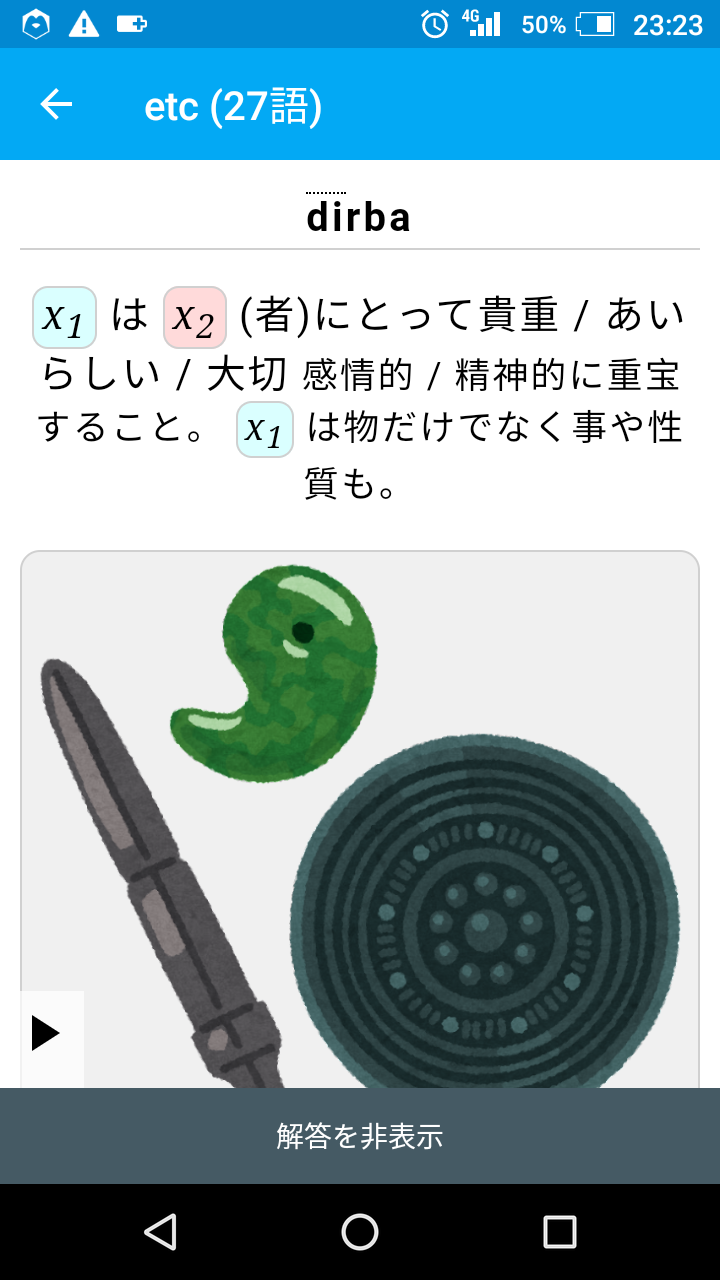 4G 50% 23:23
etc (27語)
dirba
x1 は x2 (者)にとって貴重 / あい
らしい / 大切 感情的 / 精神的に重宝
すること。 x1 は物だけでなく事や性
質も。
解答を非表示